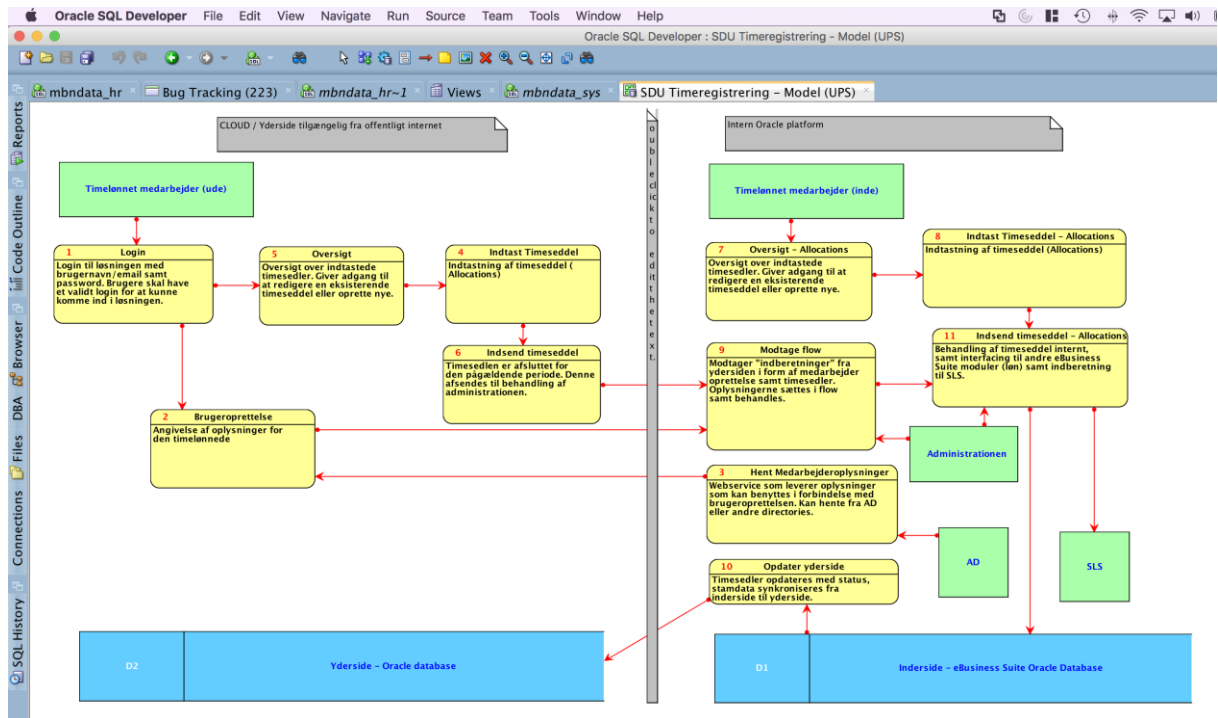 Oracle SQL Developer File Edit View Navigate Run Source Team Tools Window Help
Oracle SQL Developer : SDU Timeregistrering - Model (UPS)
mbndata_hr
Bug Tracking (223)
mbndata_hr~1
Views
mbndata_sys
SDU Timeregistrering - Model (UPS)
Reports
Code Outline
Browser
DBA
Files
Connections
SQL History
CLOUD / Yderside tilgængelig fra offentligt internet
Timelønnet medarbejder (ude)
1 Login
Login til løsningen med
brugernavn/email samt
password. Brugere skal have
et validt login for at kunne
komme ind i løsningen.
5 Oversigt
Oversigt over indtastede
timesedler. Giver adgang til
at redigere en eksisterende
timeseddel eller oprette nye.
4 Indtast Timeseddel
Indtastning af timeseddel (
Allocations)
6 Indsend timeseddel
Timesedlen er afsluttet for
den pågældende periode. Denne
afsendes til behandling af
administrationen.
2 Brugeroprettelse
Angivelse af oplysninger for
den timelønnede
D2 Yderside - Oracle database
o
u
b
l
e
c
l
i
c
k
t
o
e
d
i
t
t
h
e
t
e
x
t
.
Intern Oracle platform
Timelønnet medarbejder (inde)
7 Oversigt - Allocations
Oversigt over indtastede
timesedler. Giver adgang til at
redigere en eksisterende
timeseddel eller oprette nye.
8 Indtast Timeseddel - Allocations
Indtastning af timeseddel (Allocations)
9 Modtage flow
Modtager "indberetninger" fra
ydersiden i form af medarbejder
oprettelse samt timesedler.
Oplysningerne sættes i flow
samt behandles.
11 Indsend timeseddel - Allocations
Behandling af timeseddel internt,
samt interfacing til andre eBusiness
Suite moduler (løn) samt indberetning
til SLS.
Administrationen
3 Hent Medarbejderoplysninger
Webservice som leverer oplysninger
som kan benyttes i forbindelse med
brugeroprettelsen. Kan hente fra AD
eller andre directories.
AD
SLS
10 Opdater yderside
Timesedler opdateres med status,
stamdata synkroniseres fra
inderside til yderside.
D1 Inderside - eBusiness Suite Oracle Database